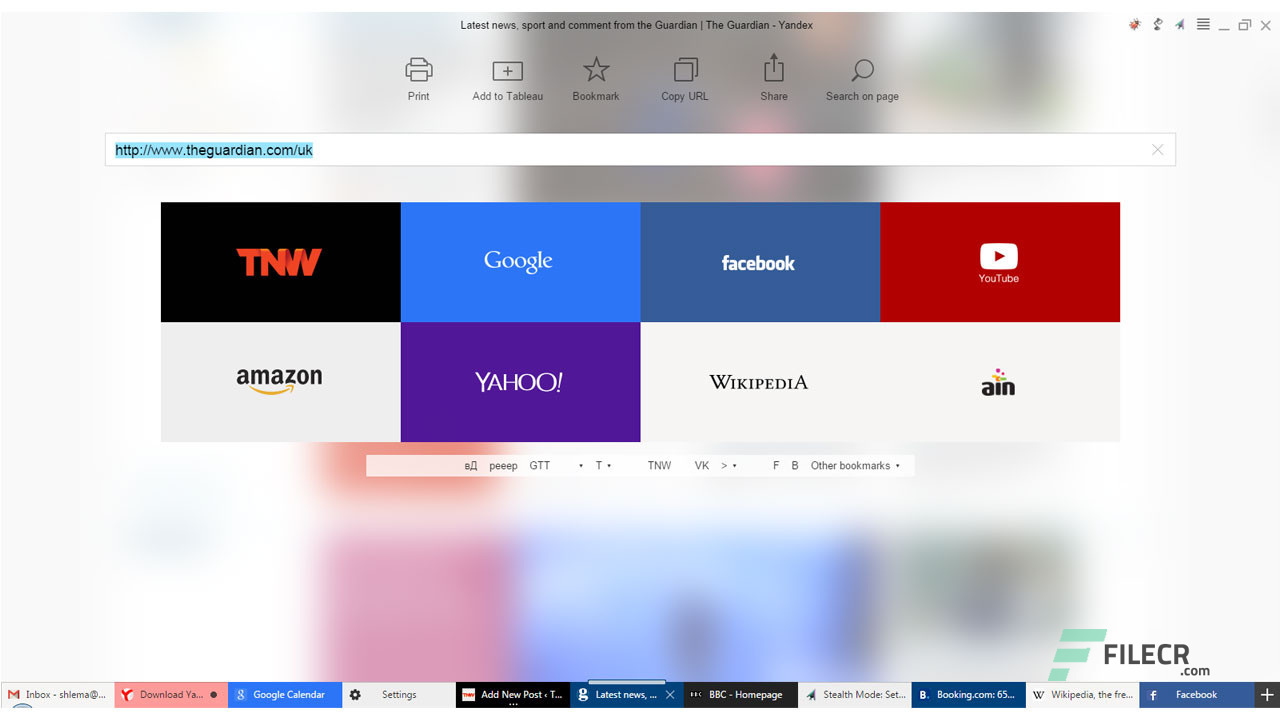 Latest news, sport and comment from the Guardian | The Guardian - Yandex
Print
Add to Tableau
Bookmark
Copy URL
Share
Search on page
http://www.theguardian.com/uk
TNW
Google
facebook
YouTube
amazon
YAHOO!
WIKIPEDIA
ain
вД рееер GTT T TNW VK > F B Other bookmarks
FILECR
.com
Inbox - shlema@...
Download Ya...
Google Calendar
Settings
Add New Post ‹ T...
Latest news, ...
BBC - Homepage
Stealth Mode: Set...
B. Booking.com: 65...
W Wikipedia, the fre...
Facebook